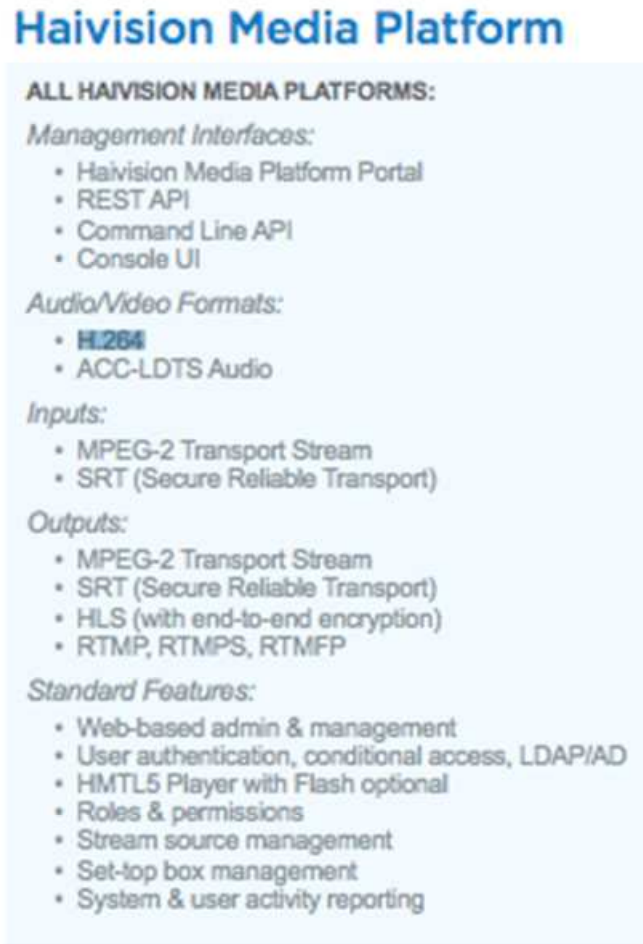 Haivision Media Platform
ALL HAIVISION MEDIA PLATFORMS:
Management Interfaces:
• Haivision Media Platform Portal
• REST API
• Command Line API
• Console UI
Audio/Video Formats:
• H.264
• ACC-LDTS Audio
Inputs:
• MPEG-2 Transport Stream
• SRT (Secure Reliable Transport)
Outputs:
• MPEG-2 Transport Stream
• SRT (Secure Reliable Transport)
• HLS (with end-to-end encryption)
• RTMP, RTMPS, RTMFP
Standard Features:
• Web-based admin & management
• User authentication, conditional access, LDAP/AD
• HMTL5 Player with Flash optional
• Roles & permissions
• Stream source management
• Set-top box management
• System & user activity reporting